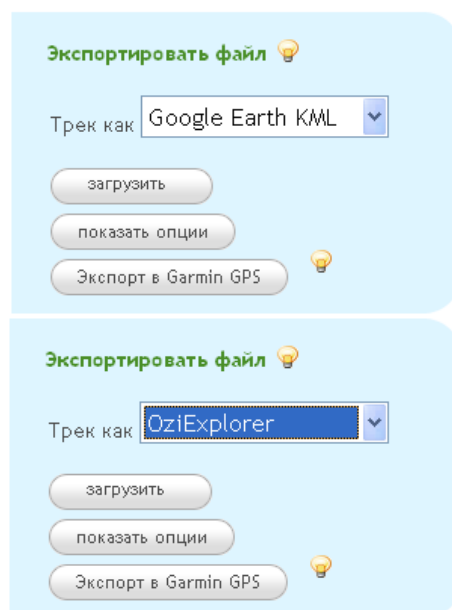 Экспортировать файл
Трек как Google Earth KML
загрузить
показать опции
Экспорт в Garmin GPS
Экспортировать файл
Трек как OziExplorer
загрузить
показать опции
Экспорт в Garmin GPS